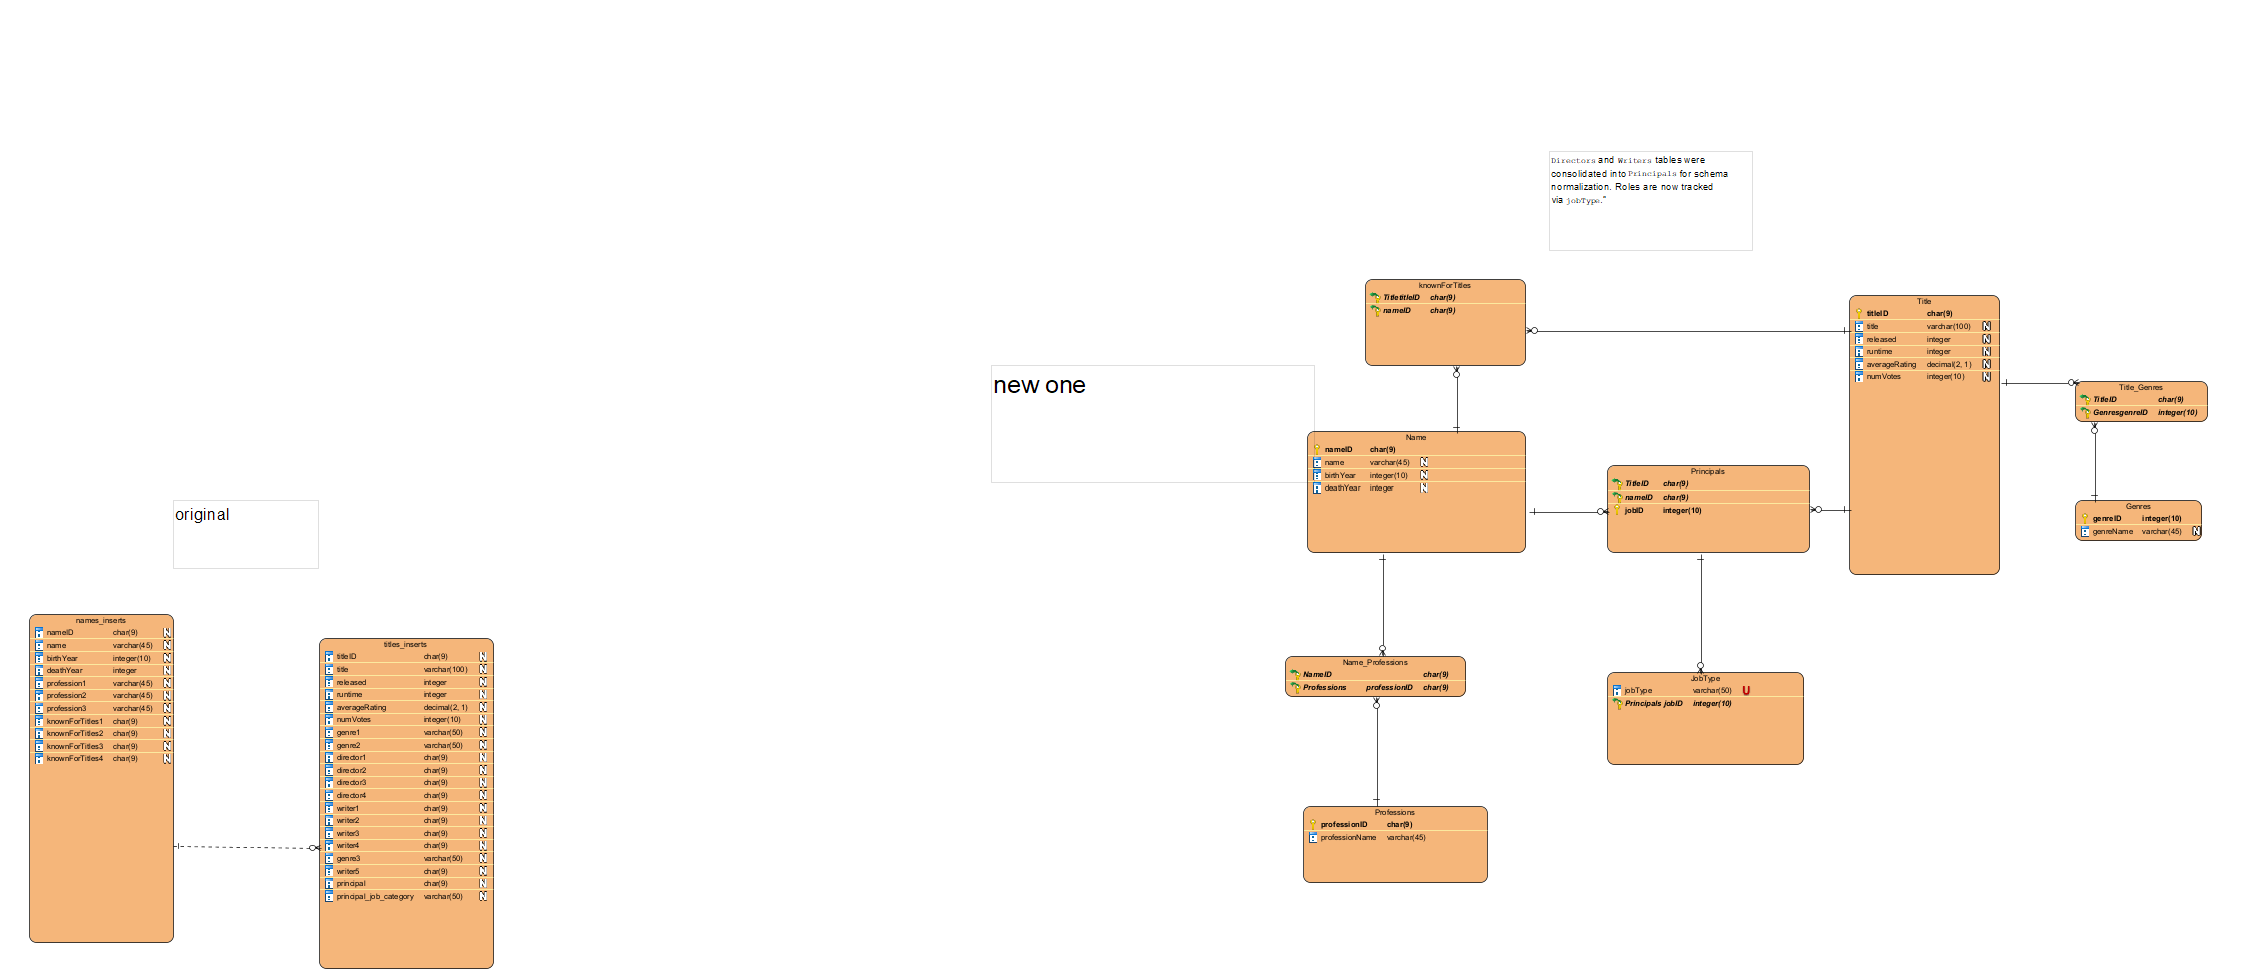 Directors and Writers tables were
consolidated into Principals for schema
normalization. Roles are now tracked
via jobType."
knownForTitles
TitletitleID char(9)
nameID char(9)
Title
titleID char(9)
title varchar(100) N
released integer N
runtime integer N
averageRating decimal(2, 1) N
numVotes integer(10) N
Title_Genres
TitleID char(9)
GenresgenreID integer(10)
new one
Name
nameID char(9)
name varchar(45) N
birthYear integer(10) N
deathYear integer N
Principals
TitleID char(9)
nameID char(9)
jobID integer(10)
Genres
genreID integer(10)
genreName varchar(45) N
original
names_inserts
nameID char(9) N
name varchar(45) N
birthYear integer(10) N
deathYear integer N
profession1 varchar(45) N
profession2 varchar(45) N
profession3 varchar(45) N
knownForTitles1 char(9) N
knownForTitles2 char(9) N
knownForTitles3 char(9) N
knownForTitles4 char(9) N
titles_inserts
titleID char(9) N
title varchar(100) N
released integer N
runtime integer N
averageRating decimal(2, 1) N
numVotes integer(10) N
genre1 varchar(50) N
genre2 varchar(50) N
director1 char(9) N
director2 char(9) N
director3 char(9) N
director4 char(9) N
writer1 char(9) N
writer2 char(9) N
writer3 char(9) N
writer4 char(9) N
genre3 varchar(50) N
writer5 char(9) N
principal char(9) N
principal_job_category varchar(50) N
Name_Professions
NameID char(9)
Professions professionID char(9)
JobType
jobType varchar(50) U
Principals jobID integer(10)
Professions
professionID char(9)
professionName varchar(45)